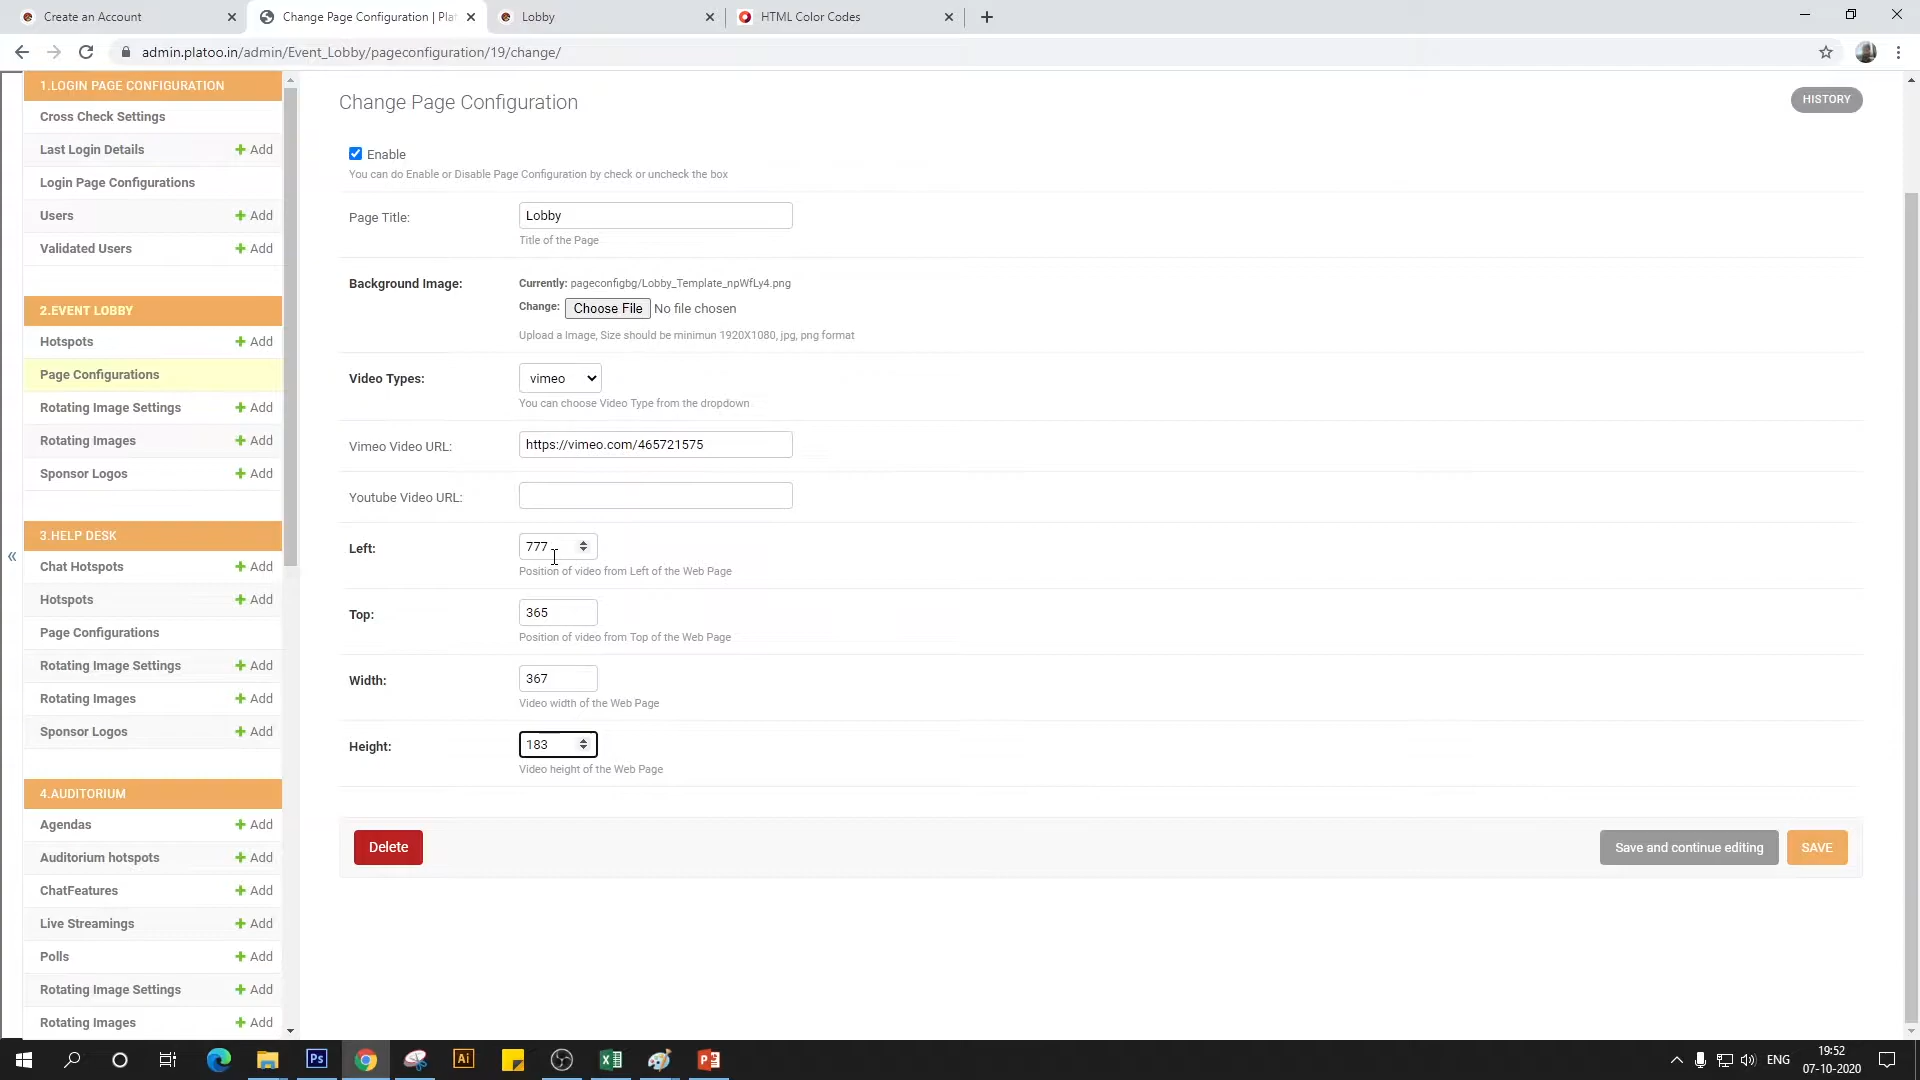 Create an Account
Change Page Configuration | Plat
Lobby
HTML Color Codes
admin.platoo.in/admin/Event_Lobby/pageconfiguration/19/change/
1.LOGIN PAGE CONFIGURATION
Cross Check Settings
Last Login Details Add
Login Page Configurations
Users Add
Validated Users Add
2.EVENT LOBBY
Hotspots Add
Page Configurations
Rotating Image Settings Add
Rotating Images Add
Sponsor Logos Add
3.HELP DESK
Chat Hotspots Add
Hotspots Add
Page Configurations
Rotating Image Settings Add
Rotating Images Add
Sponsor Logos Add
4.AUDITORIUM
Agendas Add
Auditorium hotspots Add
ChatFeatures Add
Live Streamings Add
Polls Add
Rotating Image Settings Add
Rotating Images Add
Change Page Configuration
HISTORY
Enable
You can do Enable or Disable Page Configuration by check or uncheck the box
Page Title: Lobby
Title of the Page
Background Image: Currently: pageconfigbg/Lobby_Template_npWfLy4.png
Change: Choose File No file chosen
Upload a Image, Size should be minimun 1920X1080, jpg, png format
Video Types: vimeo
You can choose Video Type from the dropdown
Vimeo Video URL: https://vimeo.com/465721575
Youtube Video URL:
Left: 777
Position of video from Left of the Web Page
Top: 365
Position of video from Top of the Web Page
Width: 367
Video width of the Web Page
Height: 183
Video height of the Web Page
Delete
Save and continue editing
SAVE
Ps
Ai
ENG
19:52
07-10-2020